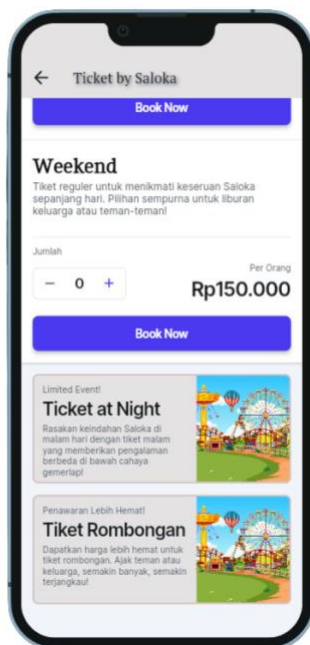 Ticket by Saloka
Book Now
Weekend
Tiket reguler untuk menikmati keseruan Saloka
sepanjang hari. Pilihan sempurna untuk liburan
keluarga atau teman-teman!
Jumlah
Per Orang
− 0 +
Rp150.000
Book Now
Limited Event!
Ticket at Night
Rasakan keindahan Saloka di
malam hari dengan tiket malam
yang memberikan pengalaman
berbeda di bawah cahaya
gemerlap!
Penawaran Lebih Hemat!
Tiket Rombongan
Dapatkan harga lebih hemat untuk
tiket rombongan. Ajak teman atau
keluarga, semakin banyak, semakin
terjangkau!